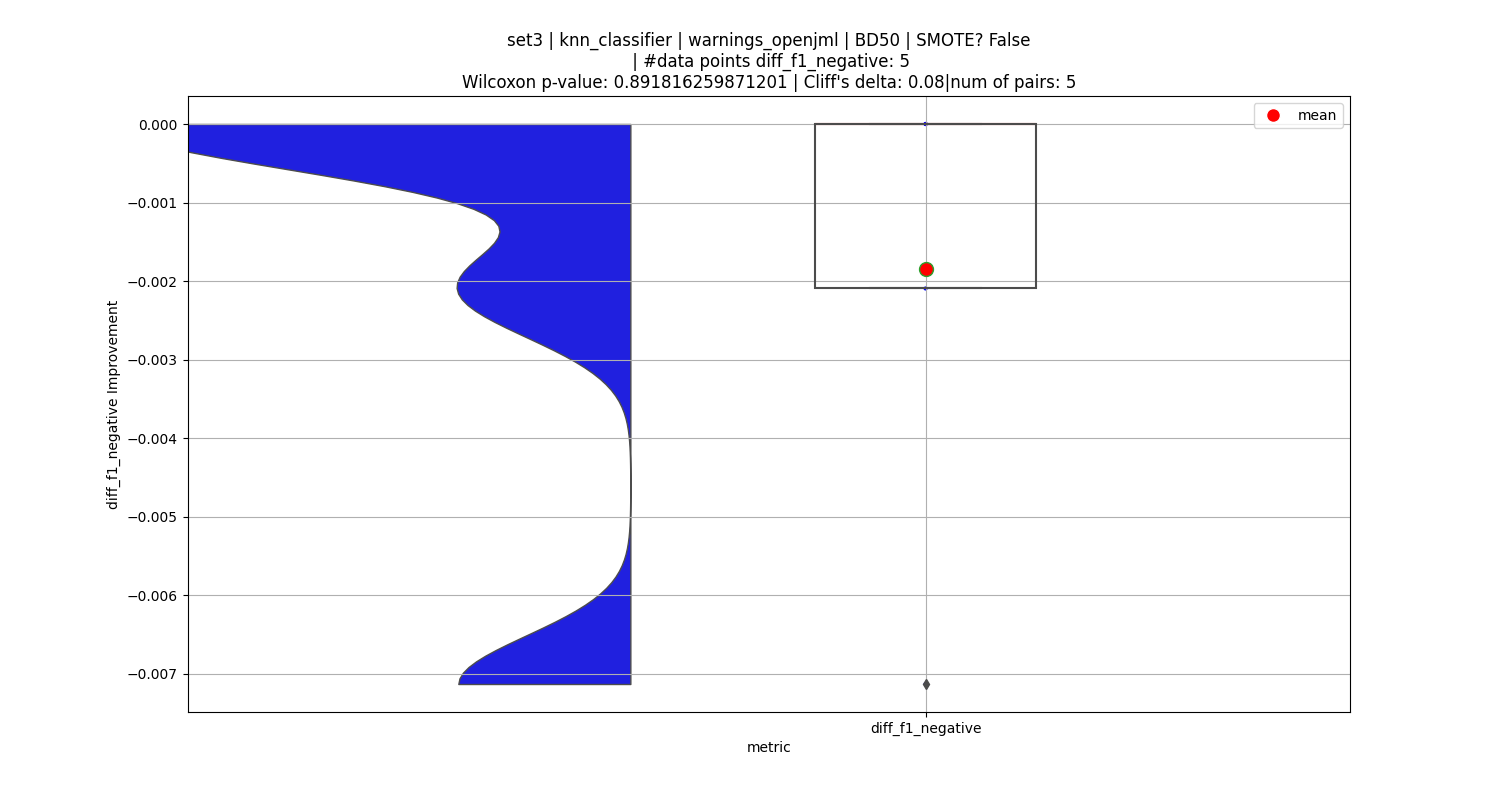 set3 | knn_classifier | warnings_openjml | BD50 | SMOTE? False
| #data points diff_f1_negative: 5
Wilcoxon p-value: 0.891816259871201 | Cliff's delta: 0.08|num of pairs: 5
mean
0.000
−0.001
−0.002
−0.003
−0.004
−0.005
−0.006
−0.007
diff_f1_negative Improvement
diff_f1_negative
metric